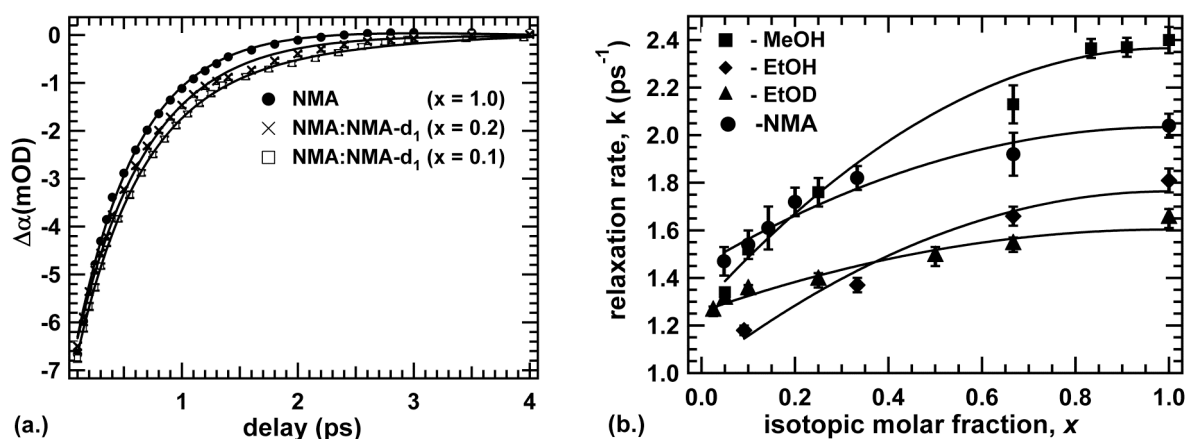 0
-1
-2
-3
-4
-5
-6
-7
Δα(mOD)
NMA (x = 1.0)
NMA:NMA-d1 (x = 0.2)
NMA:NMA-d1 (x = 0.1)
1 2 3 4
(a.) delay (ps)
2.4
2.2
2.0
1.8
1.6
1.4
1.2
1.0
relaxation rate, k (ps-1)
- MeOH
- EtOH
- EtOD
-NMA
0.0 0.2 0.4 0.6 0.8 1.0
(b.) isotopic molar fraction, x